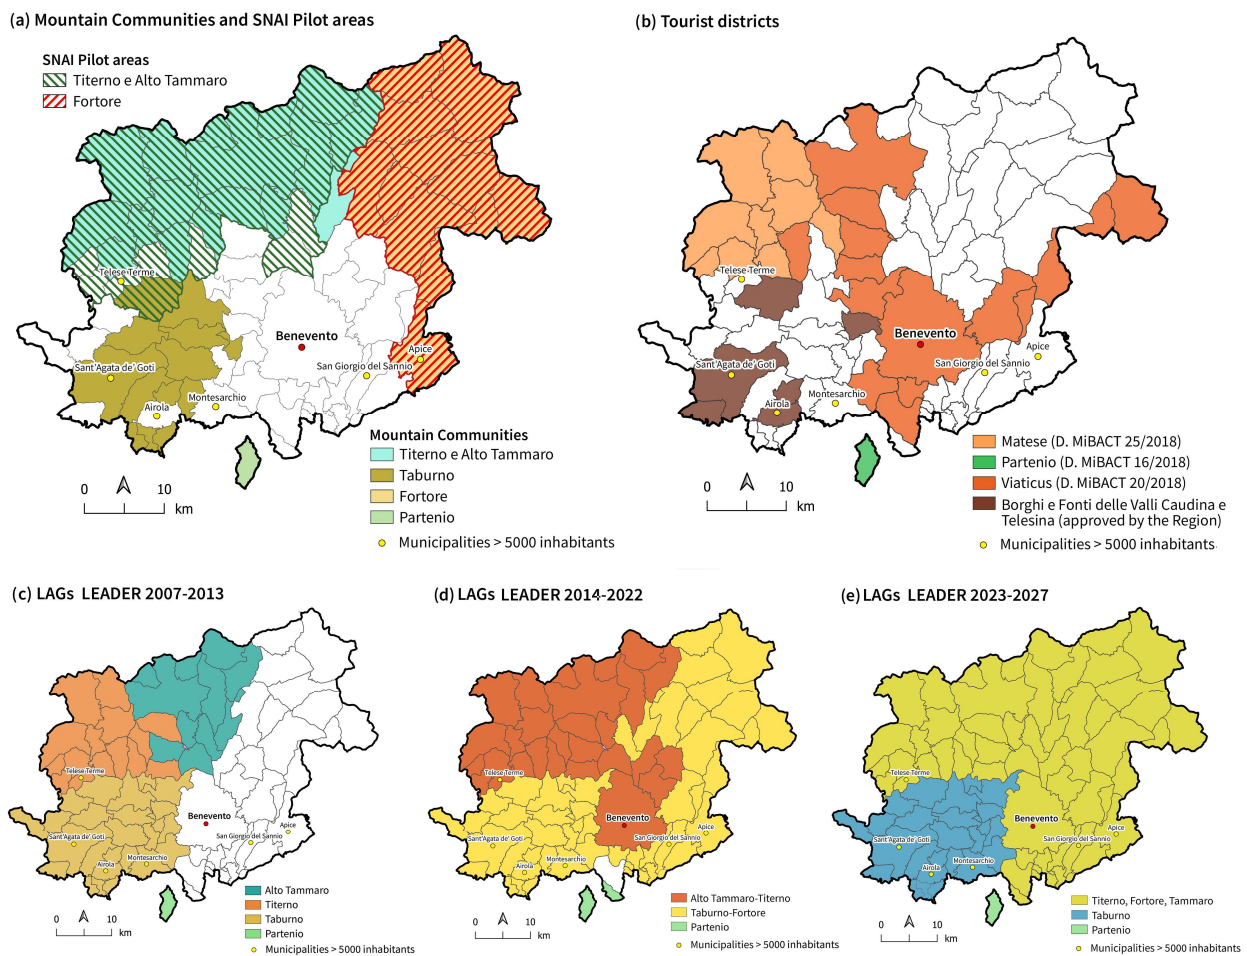 (a) Mountain Communities and SNAI Pilot areas
SNAI Pilot areas
Titerno e Alto Tammaro
Fortore
Telese Terme
Benevento
Apice
Sant'Agata de' Goti
San Giorgio del Sannio
Montesarchio
Airola
0 10
km
Mountain Communities
Titerno e Alto Tammaro
Taburno
Fortore
Partenio
Municipalities > 5000 inhabitants
(b) Tourist districts
Telese Terme
Benevento
Apice
Sant'Agata de' Goti
San Giorgio del Sannio
Montesarchio
Airola
0 10
km
Matese (D. MiBACT 25/2018)
Partenio (D. MiBACT 16/2018)
Viaticus (D. MiBACT 20/2018)
Borghi e Fonti delle Valli Caudina e
Telesina (approved by the Region)
Municipalities > 5000 inhabitants
(c) LAGs LEADER 2007-2013
Telese Terme
Benevento
Apice
Sant'Agata de' Goti
San Giorgio del Sannio
Montesarchio
Airola
0 10
km
Alto Tammaro
Titerno
Taburno
Partenio
Municipalities > 5000 inhabitants
(d) LAGs LEADER 2014-2022
Telese Terme
Benevento
Apice
Sant'Agata de' Goti
San Giorgio del Sannio
Montesarchio
Airola
0 10
km
Alto Tammaro-Titerno
Taburno-Fortore
Partenio
Municipalities > 5000 inhabitants
(e) LAGs LEADER 2023-2027
Telese Terme
Benevento
Apice
Sant'Agata de' Goti
San Giorgio del Sannio
Montesarchio
Airola
0 10
km
Titerno, Fortore, Tammaro
Taburno
Partenio
Municipalities > 5000 inhabitants